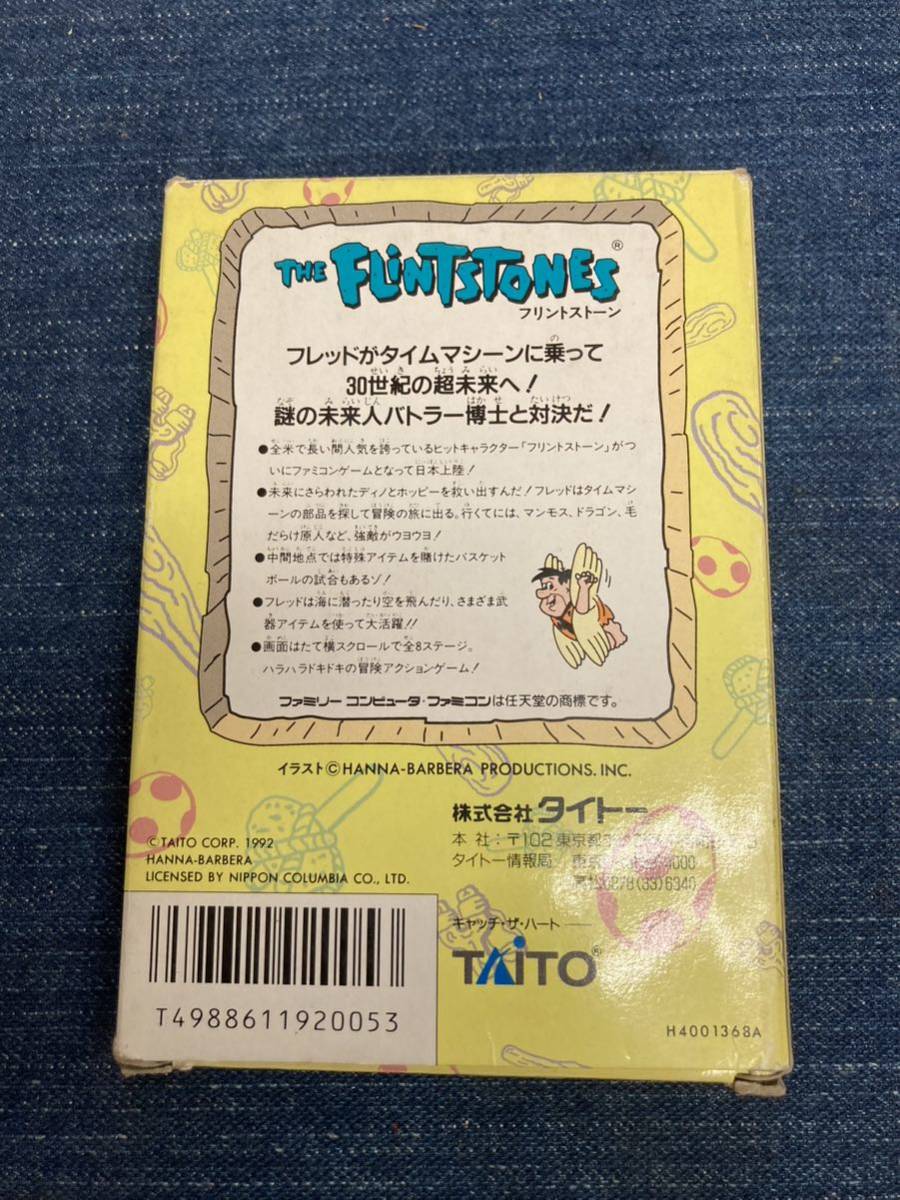 THE FLINTSTONES®
フリントストーン
フレッドがタイムマシーンに乗って
30世紀の超未来へ!
謎の未来人バトラー博士と対決だ!
●全米で長い間人気を誇っているヒットキャラクター「フリントストーン」がつ
いにファミコンゲームとなって日本上陸!
●未来にさらわれたディノとホッピーを救い出すんだ!フレッドはタイムマシ
ーンの部品を探して冒険の旅に出る。行くてには、マンモス、ドラゴン、毛
だらけ原人など、強敵がウヨウヨ!
●中間地点では特殊アイテムを賭けたバスケット
ボールの試合もあるゾ!
●フレッドは海に潜ったり空を飛んだり、さまざま武
器アイテムを使って大活躍!!
●画面はたて横スクロールで全8ステージ。
ハラハラドキドキの冒険アクションゲーム!
ファミリー コンピュータ・ファミコンは任天堂の商標です。
イラスト©HANNA-BARBERA PRODUCTIONS. INC.
株式会社 タイトー
本 社:〒102 東京都
タイトー情報局 東京
4000
(33)6340
©TAITO CORP. 1992
HANNA-BARBERA
LICENSED BY NIPPON COLUMBIA CO., LTD.
キャッチ・ザ・ハート
TAITO®
T4988611920053
H4001368A